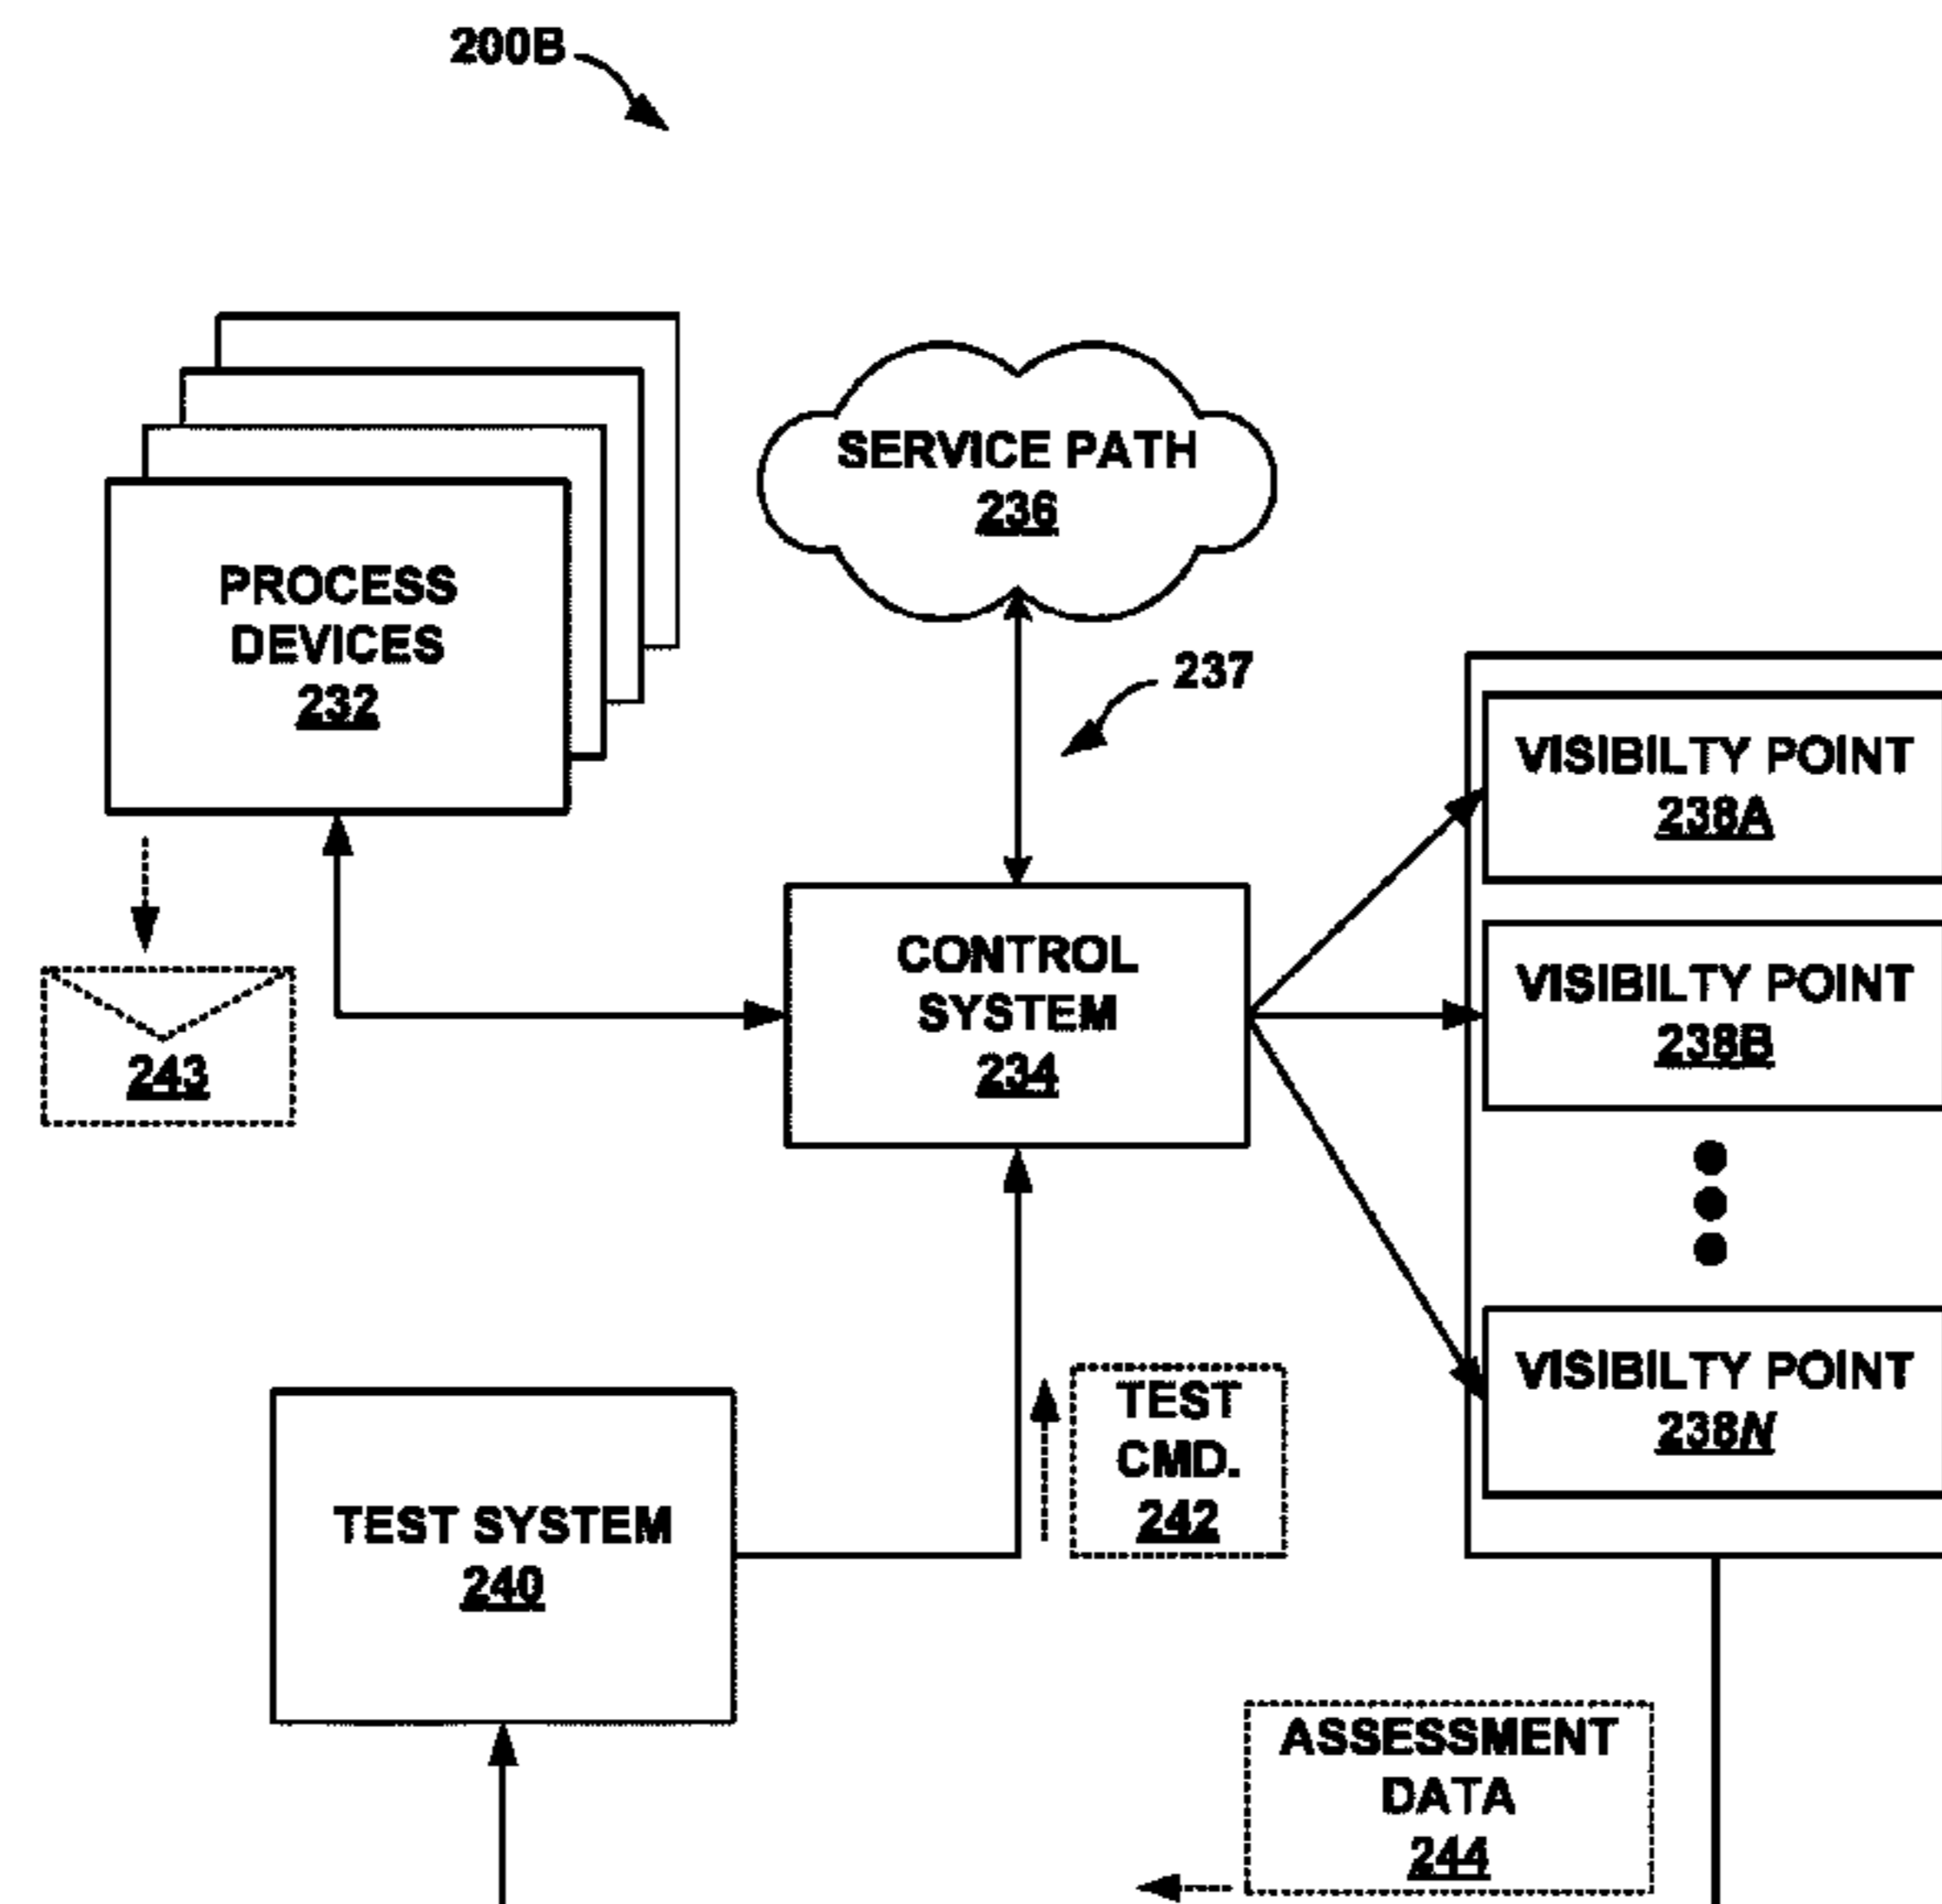 200B
SERVICE PATH
236
PROCESS
DEVICES
232
237
VISIBILTY POINT
238A
CONTROL
SYSTEM
234
VISIBILTY POINT
238B
243
VISIBILTY POINT
238N
TEST
CMD.
242
TEST SYSTEM
240
ASSESSMENT
DATA
244